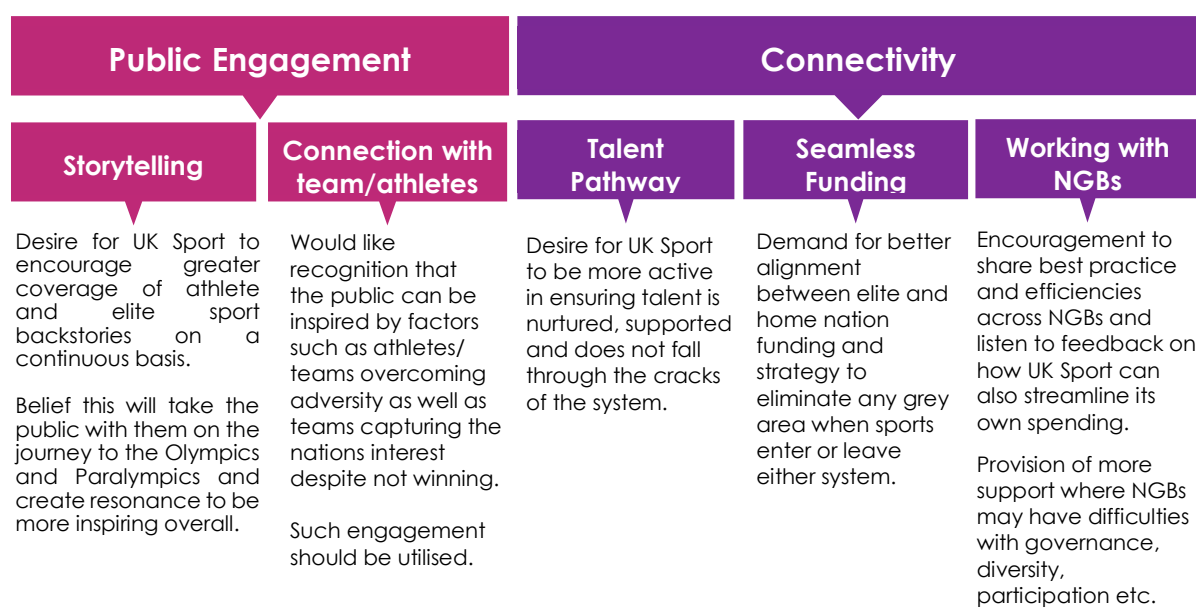 Public Engagement
Connectivity
Storytelling
Connection with
team/athletes
Talent
Pathway
Seamless
Funding
Working with
NGBs
Desire for UK Sport to
encourage greater
coverage of athlete
and elite sport
backstories on a
continuous basis.
Belief this will take the
public with them on the
journey to the Olympics
and Paralympics and
create resonance to be
more inspiring overall.
Would like
recognition that
the public can be
inspired by factors
such as athletes/
teams overcoming
adversity as well as
teams capturing the
nations interest
despite not winning.
Such engagement
should be utilised.
Desire for UK Sport
to be more active
in ensuring talent is
nurtured, supported
and does not fall
through the cracks
of the system.
Demand for better
alignment
between elite and
home nation
funding and
strategy to
eliminate any grey
area when sports
enter or leave
either system.
Encouragement to
share best practice
and efficiencies
across NGBs and
listen to feedback on
how UK Sport can
also streamline its
own spending.
Provision of more
support where NGBs
may have difficulties
with governance,
diversity,
participation etc.